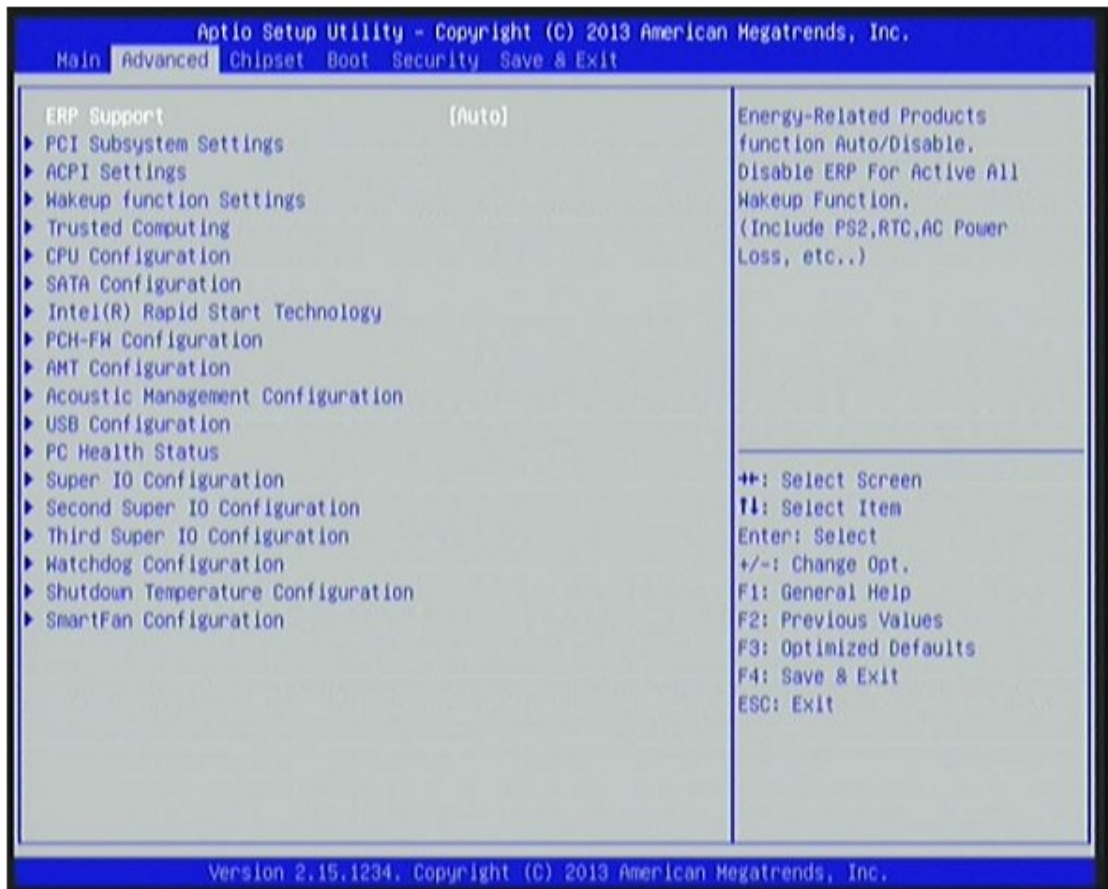 Aptio Setup Utility - Copyright (C) 2013 American Megatrends, Inc.
Main Advanced Chipset Boot Security Save & Exit
ERP Support [Auto]
PCI Subsystem Settings
ACPI Settings
Wakeup function Settings
Trusted Computing
CPU Configuration
SATA Configuration
Intel(R) Rapid Start Technology
PCH-FW Configuration
AMT Configuration
Acoustic Management Configuration
USB Configuration
PC Health Status
Super IO Configuration
Second Super IO Configuration
Third Super IO Configuration
Watchdog Configuration
Shutdown Temperature Configuration
SmartFan Configuration
Energy-Related Products
function Auto/Disable.
Disable ERP For Active All
Wakeup Function.
(Include PS2,RTC,AC Power
Loss, etc..)
→←: Select Screen
↑↓: Select Item
Enter: Select
+/-: Change Opt.
F1: General Help
F2: Previous Values
F3: Optimized Defaults
F4: Save & Exit
ESC: Exit
Version 2.15.1234. Copyright (C) 2013 American Megatrends, Inc.